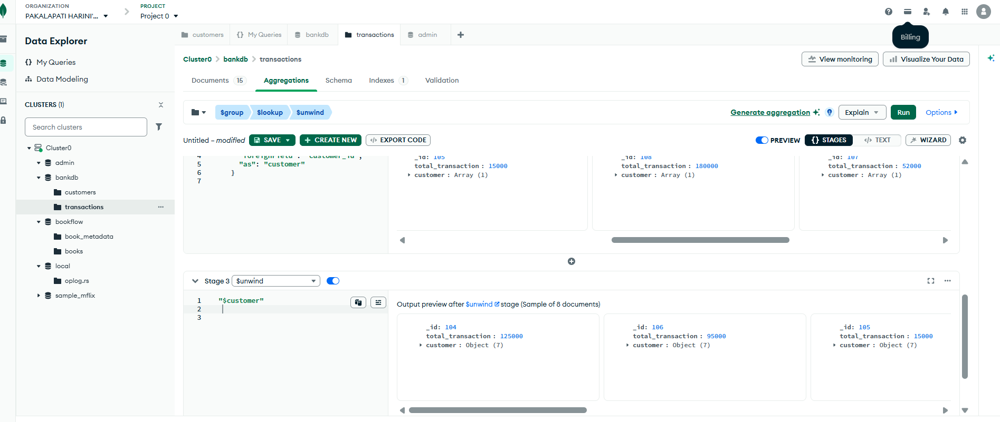 ORGANIZATION
PAKALAPATI HARINI'...
PROJECT
Project 0
Billing
Data Explorer
My Queries
Data Modeling
CLUSTERS (1)
Search clusters
Cluster0
admin
bankdb
customers
transactions
bookflow
book_metadata
books
local
oplog.rs
sample_mflix
customers
{} My Queries
bankdb
transactions
admin
Cluster0 > bankdb > transactions
View monitoring
Visualize Your Data
Documents 15
Aggregations
Schema
Indexes 1
Validation
$group
$lookup
$unwind
Generate aggregation
Explain
Run
Options
Untitled – modified
SAVE
CREATE NEW
EXPORT CODE
PREVIEW
{} STAGES
</> TEXT
WIZARD
4 "foreignField": "customer_id",
5 "as": "customer"
6 }
7
_id: 105
total_transaction : 15000
customer : Array (1)
_id: 108
total_transaction : 180000
customer : Array (1)
_id: 107
total_transaction : 52000
customer : Array (1)
Stage 3 $unwind
1 "$customer"
2
3
Output preview after $unwind stage (Sample of 8 documents)
_id: 104
total_transaction : 125000
customer : Object (7)
_id: 106
total_transaction : 95000
customer : Object (7)
_id: 105
total_transaction : 15000
customer : Object (7)